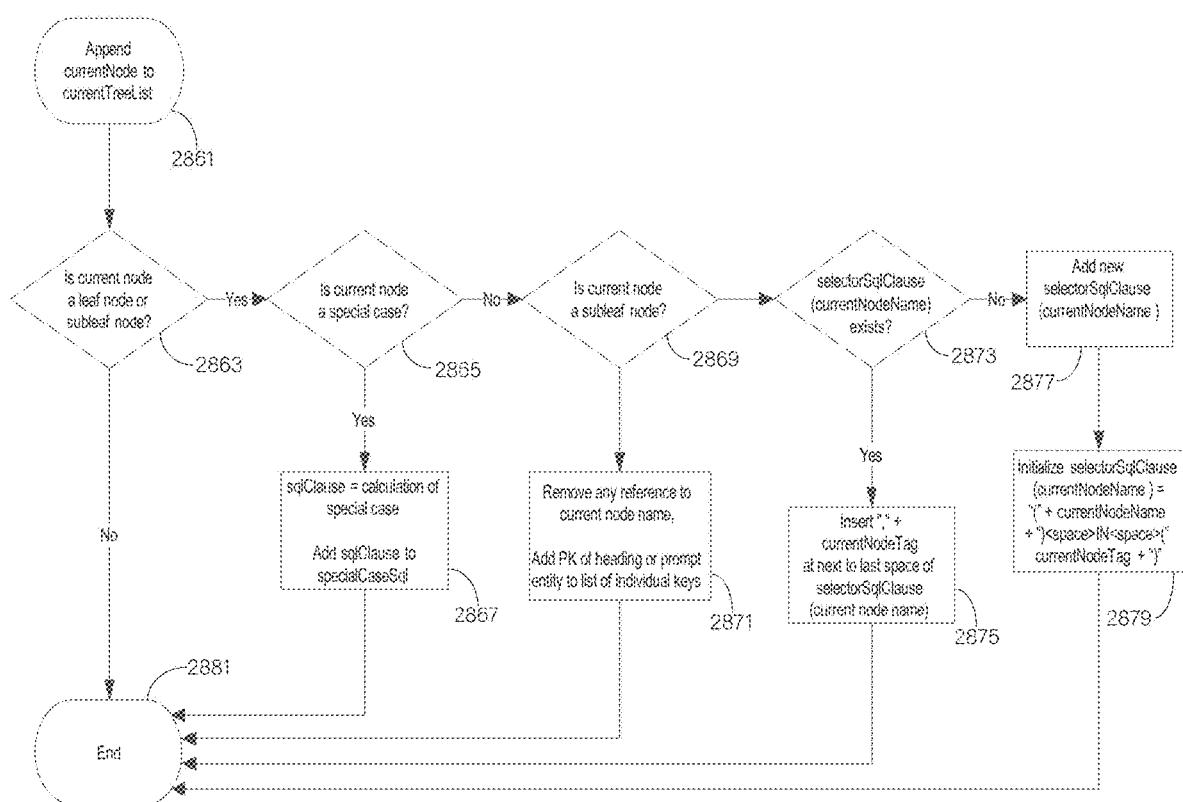 Append
currentNode to
currentTreeList
2861
Is current node
a leaf node or
subleaf node?
2863
Yes
No
Is current node
a special case?
2865
No
Yes
sqlClause = calculation of
special case
Add sqlClause to
specialCaseSql
2867
Is current node
a subleaf node?
2869
Remove any reference to
current node name,
Add PK of heading or prompt
entity to list of individual keys
2871
selectorSqlClause
(currentNodeName)
exists?
2873
No
Yes
Insert "," +
currentNodeTag
at next to last space of
selectorSqlClause
(current node name)
2875
Add new
selectorSqlClause
(currentNodeName )
2877
Initialize selectorSqlClause
(currentNodeName ) =
"(" + currentNodeName
+ ")<space>IN<space>("
currentNodeTag + ")"
2879
2881
End